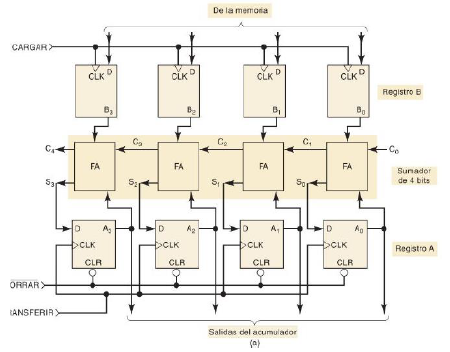 De la memoria
CARGAR
D D D D
CLK CLK CLK CLK
B3 B2 B1 B0
Registro B
C4 C3 C2 C1 C0
FA FA FA FA
Sumador
de 4 bits
S3 S2 S1 S0
D A3 D A2 D A1 D A0
Registro A
CLK CLK CLK CLK
CLR CLR CLR CLR
ORRAR
RANSFERIR
Salidas del acumulador
(a)